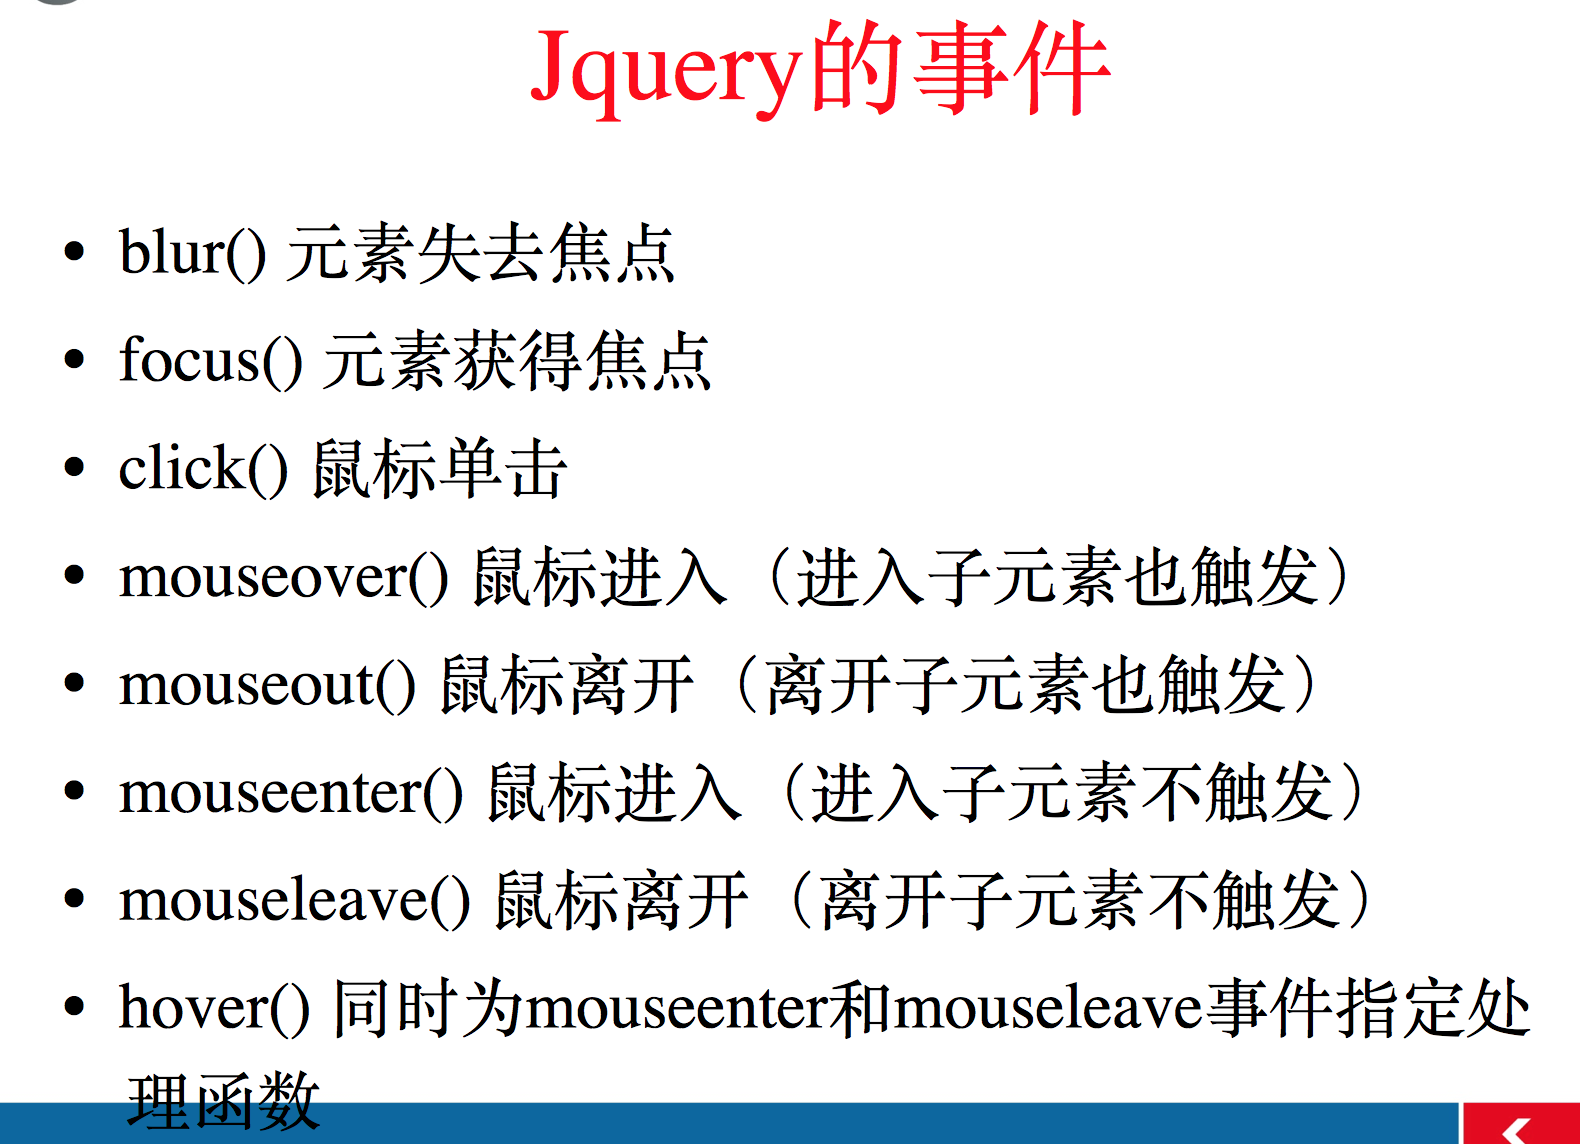 Jquery的事件
• blur() 元素失去焦点
• focus() 元素获得焦点
• click() 鼠标单击
• mouseover() 鼠标进入（进入子元素也触发）
• mouseout() 鼠标离开（离开子元素也触发）
• mouseenter() 鼠标进入（进入子元素不触发）
• mouseleave() 鼠标离开（离开子元素不触发）
• hover() 同时为mouseenter和mouseleave事件指定处
理函数